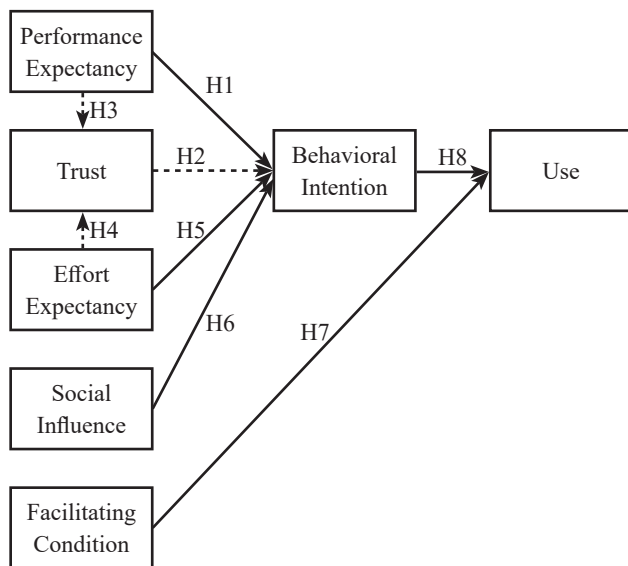 Performance
Expectancy
H1
H3
Trust
H2
Behavioral
Intention
H8
Use
H4
H5
Effort
Expectancy
H6
H7
Social
Influence
Facilitating
Condition